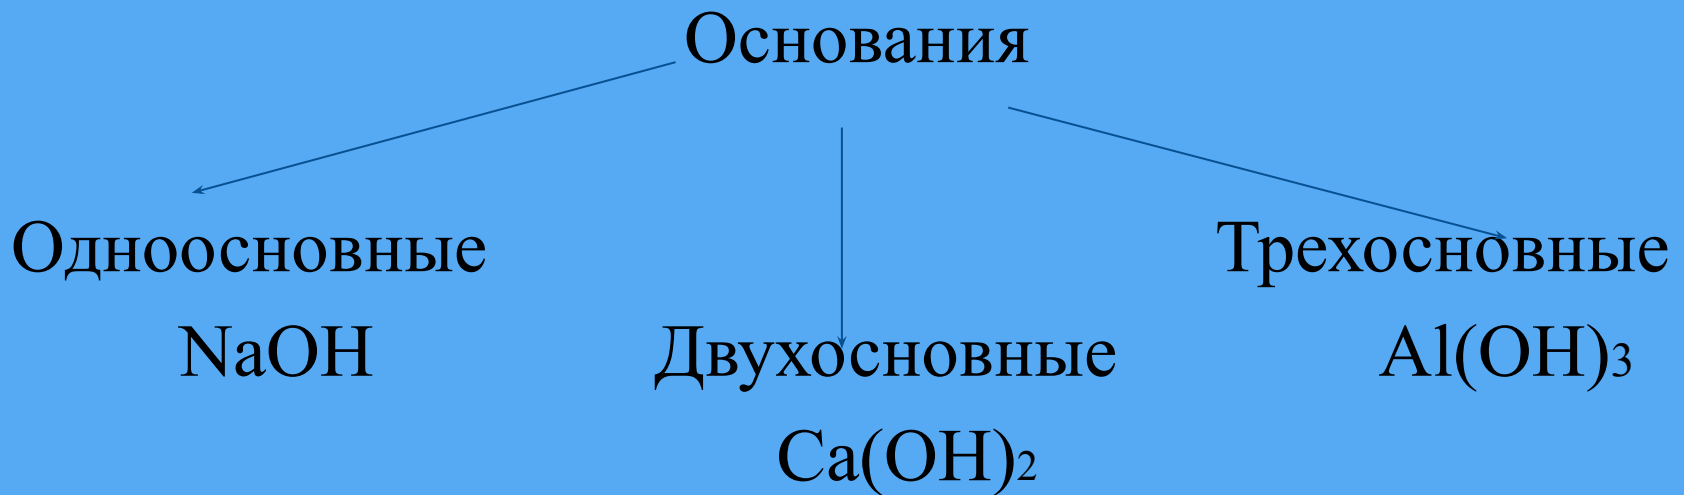 Основания
Одноосновные
NaOH
Двухосновные
Ca(OH)2
Трехосновные
Al(OH)3